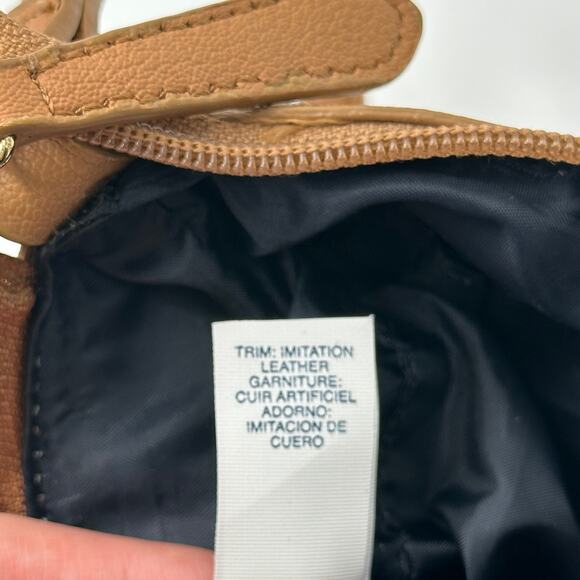 TRIM: IMITATION
LEATHER
GARNITURE:
CUIR ARTIFICIEL
ADORNO:
IMITACION DE
CUERO